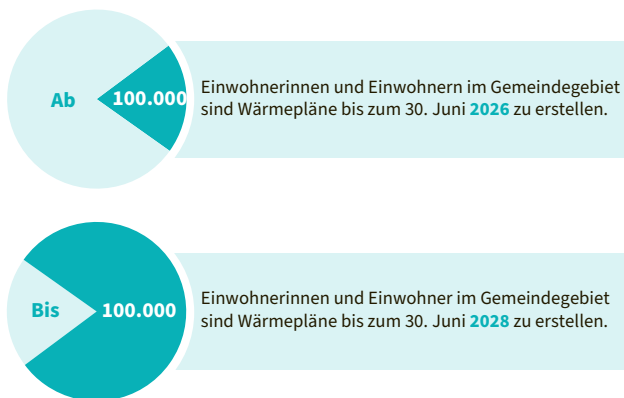 Ab 100.000 Einwohnerinnen und Einwohnern im Gemeindegebiet
sind Wärmepläne bis zum 30. Juni 2026 zu erstellen.
Bis 100.000 Einwohnerinnen und Einwohner im Gemeindegebiet
sind Wärmepläne bis zum 30. Juni 2028 zu erstellen.